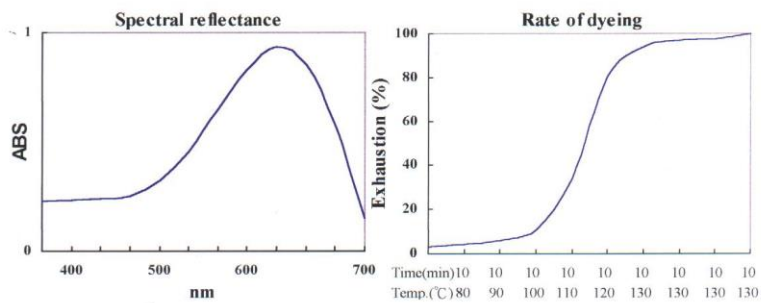 Spectral reflectance
1
ABS
0
400 500 600 700
nm
Rate of dyeing
100
80
60
40
20
0
Exhaustion (%)
Time(min)10 10 10 10 10 10 10 10 10
Temp.(℃)80 90 100 110 120 130 130 130 130